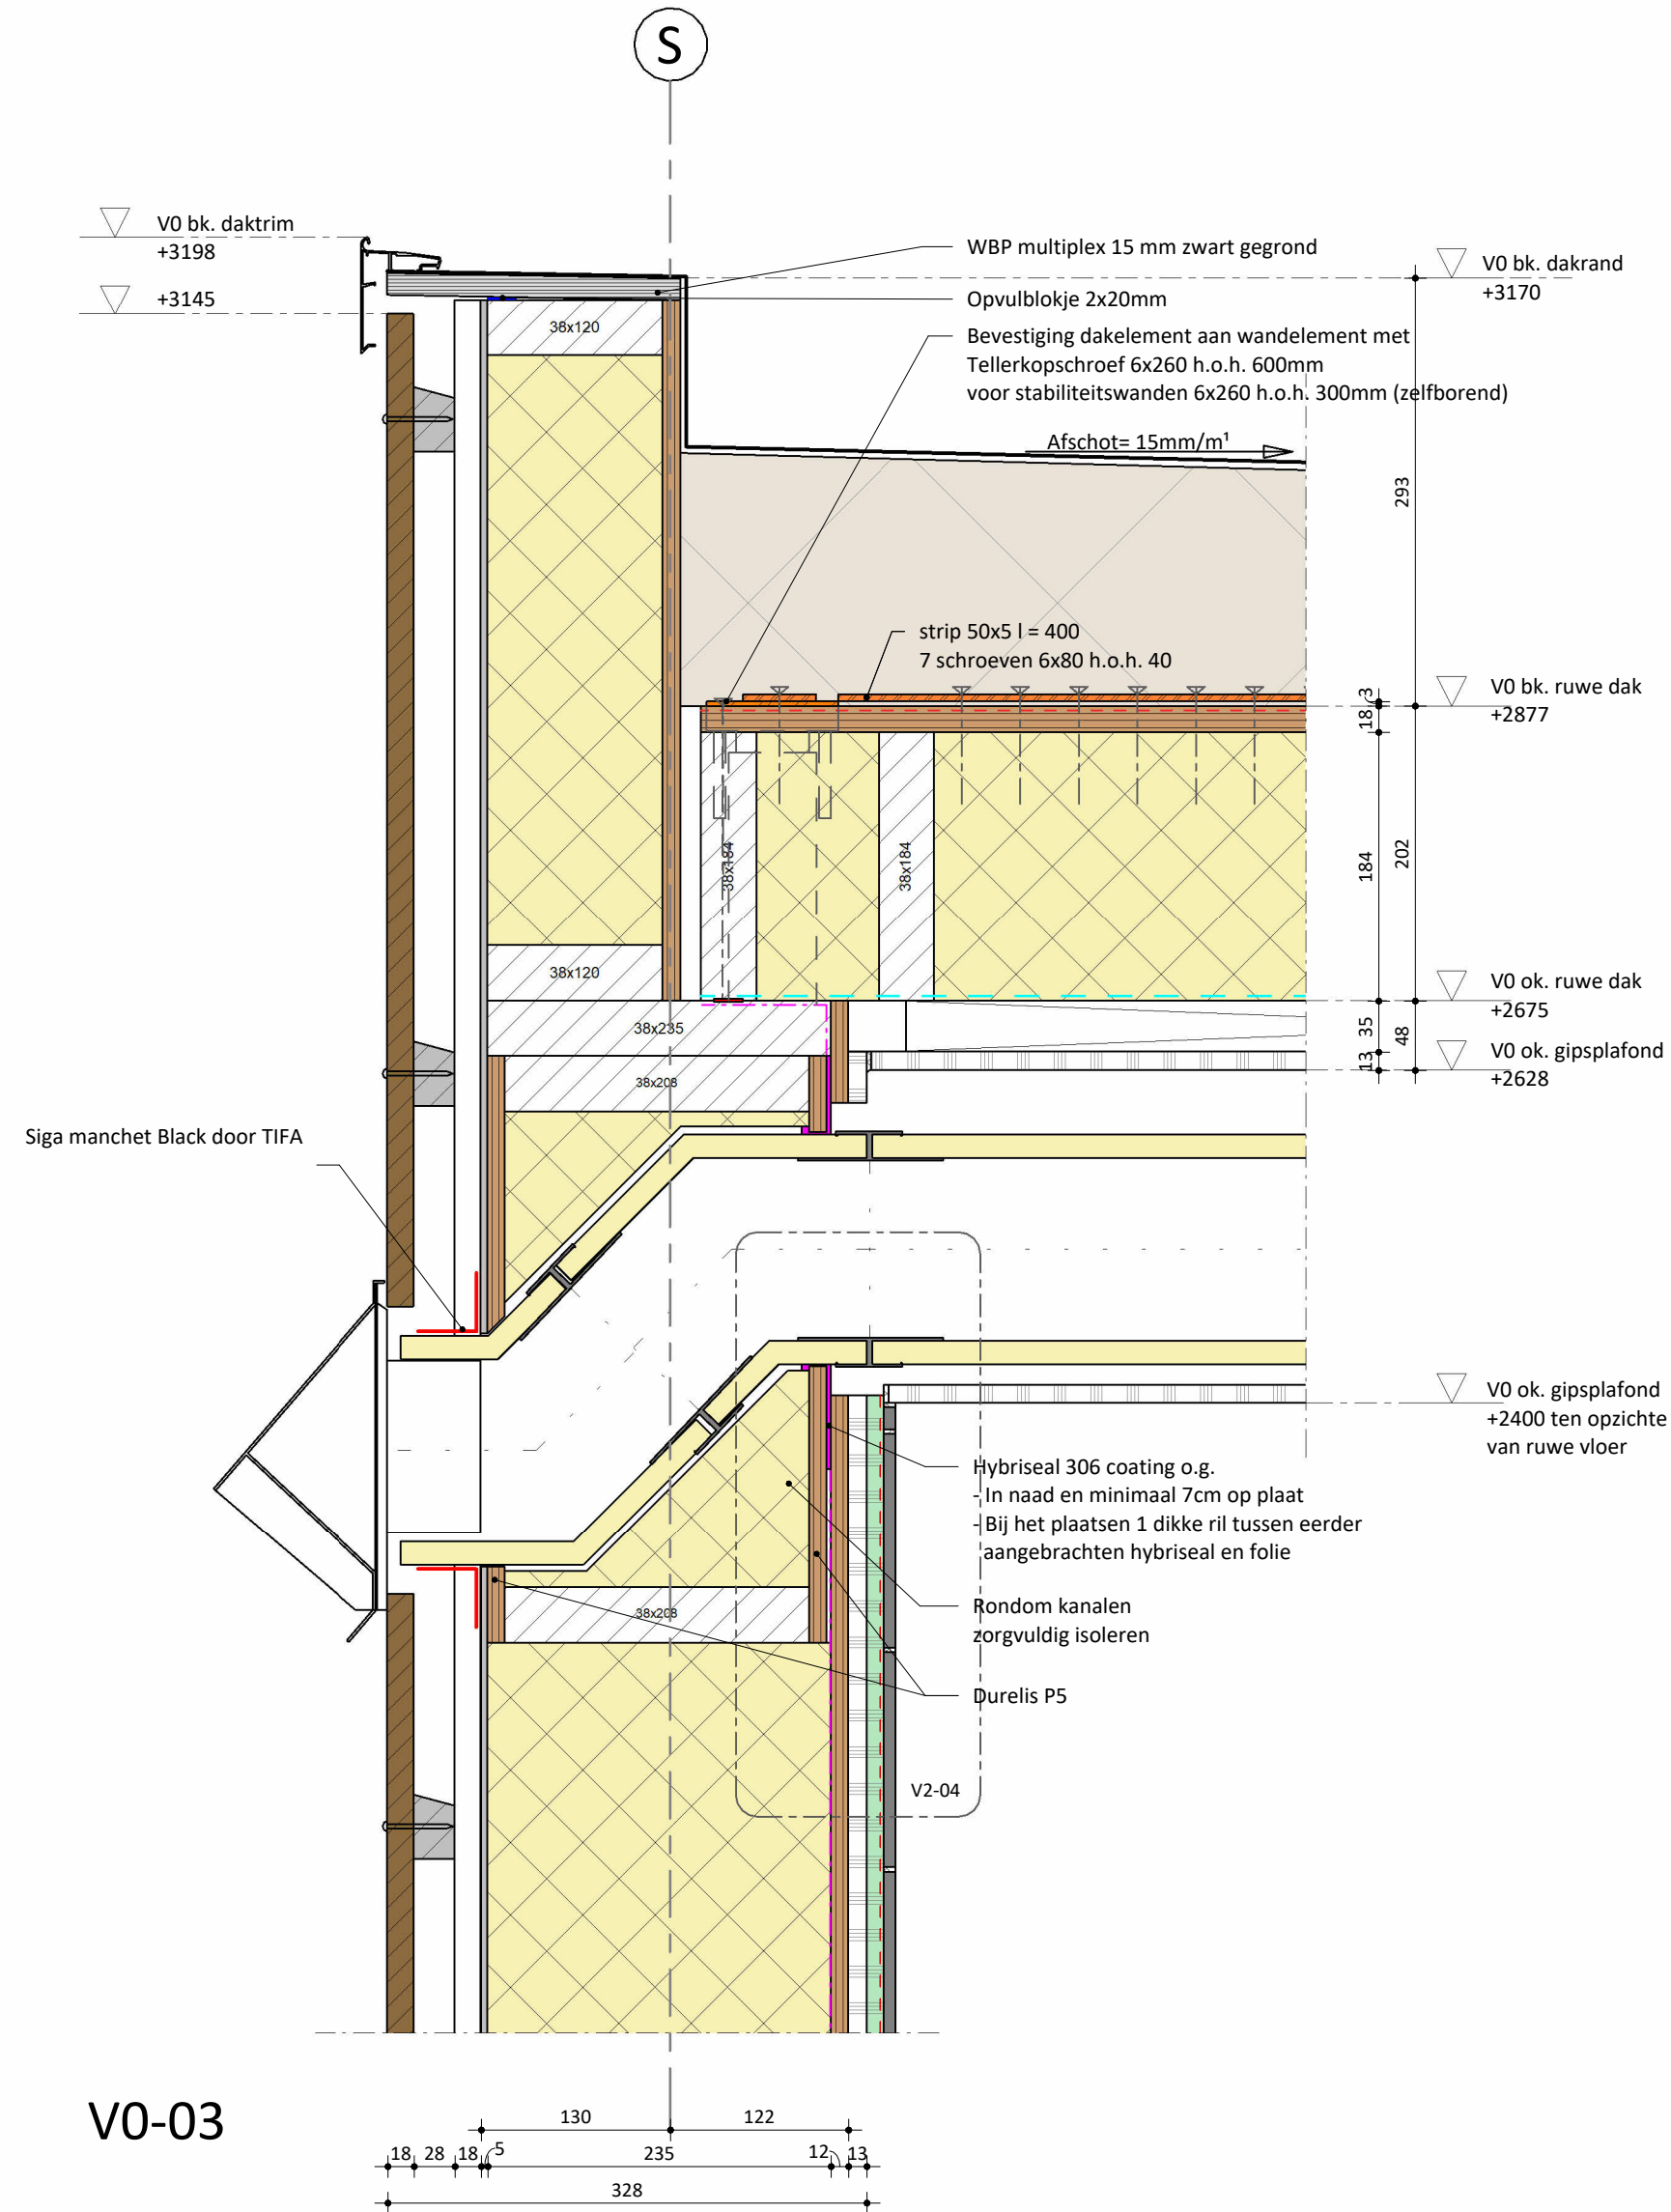 S
V0 bk. daktrim
+3198
+3145
WBP multiplex 15 mm zwart gegrond
Opvulblokje 2x20mm
Bevestiging dakelement aan wandelement met
Tellerkopschroef 6x260 h.o.h. 600mm
voor stabiliteitswanden 6x260 h.o.h. 300mm (zelfborend)
V0 bk. dakrand
+3170
38x120
Afschot= 15mm/m¹
293
strip 50x5 l = 400
7 schroeven 6x80 h.o.h. 40
V0 bk. ruwe dak
+2877
3
18
38x184
38x184
184
202
38x120
V0 ok. ruwe dak
+2675
38x235
35
48
13
V0 ok. gipsplafond
+2628
38x208
Siga manchet Black door TIFA
V0 ok. gipsplafond
+2400 ten opzichte
van ruwe vloer
Hybriseal 306 coating o.g.
- In naad en minimaal 7cm op plaat
- Bij het plaatsen 1 dikke ril tussen eerder
aangebrachten hybriseal en folie
Rondom kanalen
zorgvuldig isoleren
38x208
Durelis P5
V2-04
V0-03
130
122
18
28
18
5
235
12
13
328